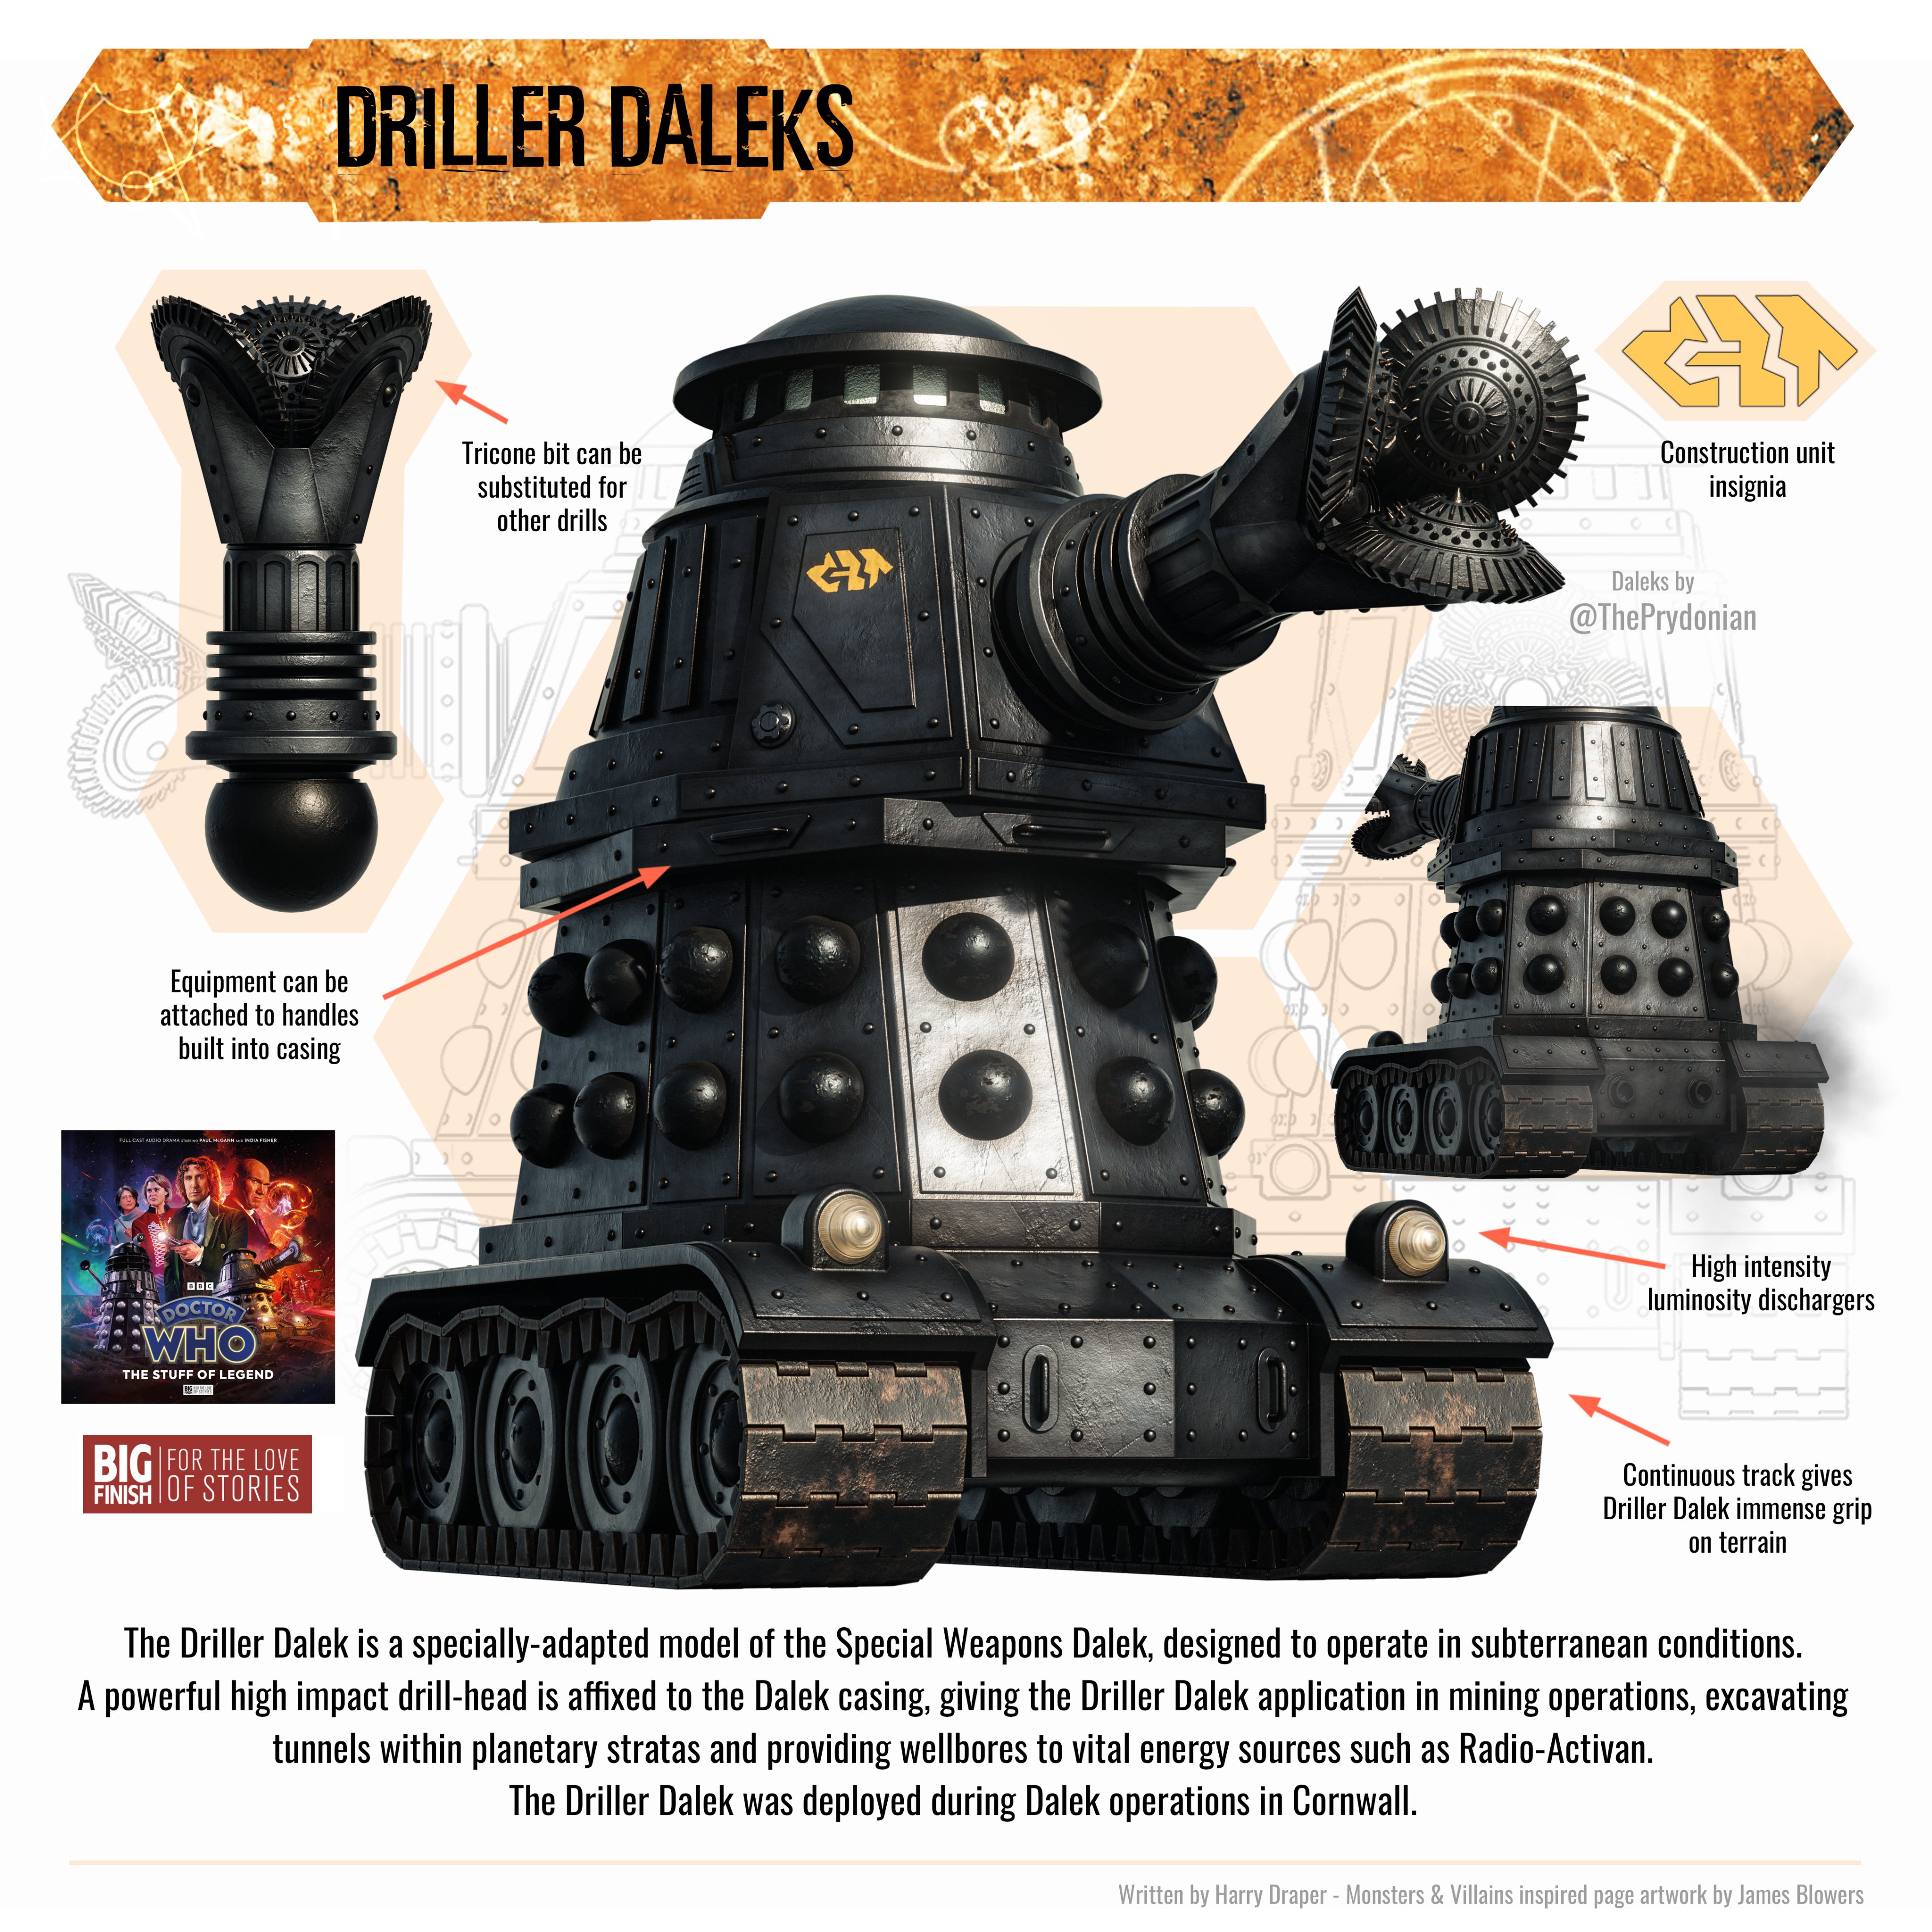 DRILLER DALEKS
Tricone bit can be
substituted for
other drills
Construction unit
insignia
Daleks by
@ThePrydonian
Equipment can be
attached to handles
built into casing
FULL-CAST AUDIO DRAMA STARRING PAUL McGANN AND INDIA FISHER
BBC
DOCTOR
WHO
THE STUFF OF LEGEND
BIG
FINISH
FOR THE LOVE
OF STORIES
BIG
FINISH
FOR THE LOVE
OF STORIES
High intensity
luminosity dischargers
Continuous track gives
Driller Dalek immense grip
on terrain
The Driller Dalek is a specially-adapted model of the Special Weapons Dalek, designed to operate in subterranean conditions.
A powerful high impact drill-head is affixed to the Dalek casing, giving the Driller Dalek application in mining operations, excavating
tunnels within planetary stratas and providing wellbores to vital energy sources such as Radio-Activan.
The Driller Dalek was deployed during Dalek operations in Cornwall.
Written by Harry Draper - Monsters & Villains inspired page artwork by James Blowers